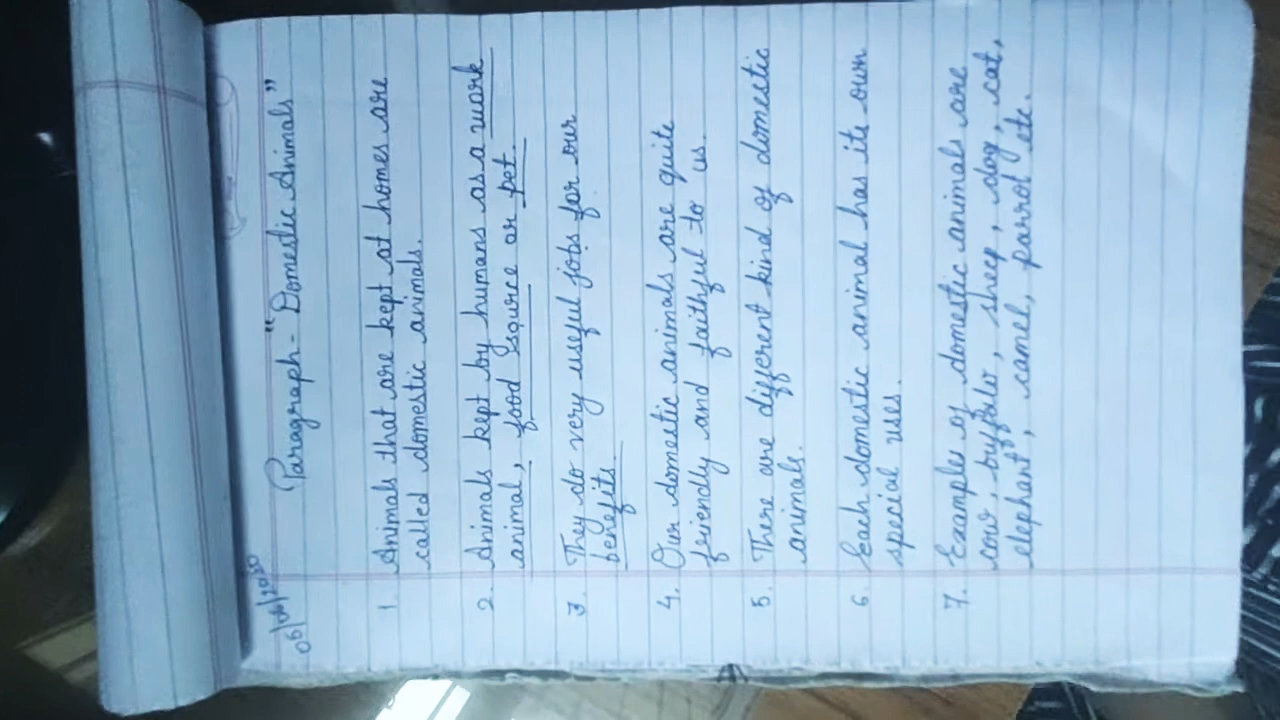 06/06/2020
Paragraph - "Domestic Animals"
1. Animals that are kept at homes are
called domestic animals.
2. Animals kept by humans as a work
animal, food source or pet.
3. They do very useful jobs for our
benefits.
4. Our domestic animals are quite
friendly and faithful to us.
5. There are different kind of domestic
animals.
6. Each domestic animal has its own
special uses.
7. Examples of domestic animals are
cow, buffalo, sheep, dog, cat,
elephant, camel, parrot etc.